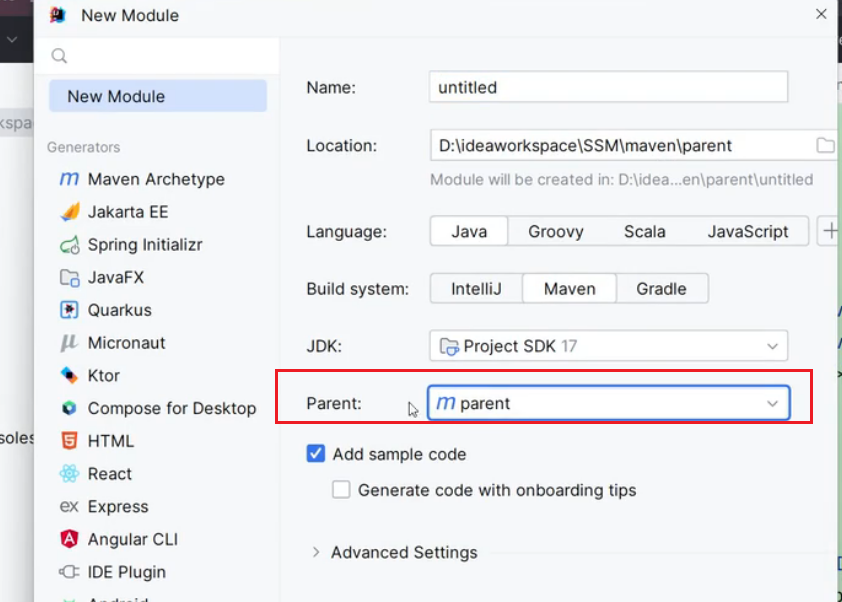 New Module
New Module
Generators
Maven Archetype
Jakarta EE
Spring Initializr
JavaFX
Quarkus
Micronaut
Ktor
Compose for Desktop
HTML
React
Express
Angular CLI
IDE Plugin
Name:
untitled
Location:
D:\ideaworkspace\SSM\maven\parent
Module will be created in: D:\idea...en\parent\untitled
Language:
Java Groovy Scala JavaScript
Build system:
IntelliJ Maven Gradle
JDK:
Project SDK 17
Parent:
m parent
Add sample code
Generate code with onboarding tips
Advanced Settings